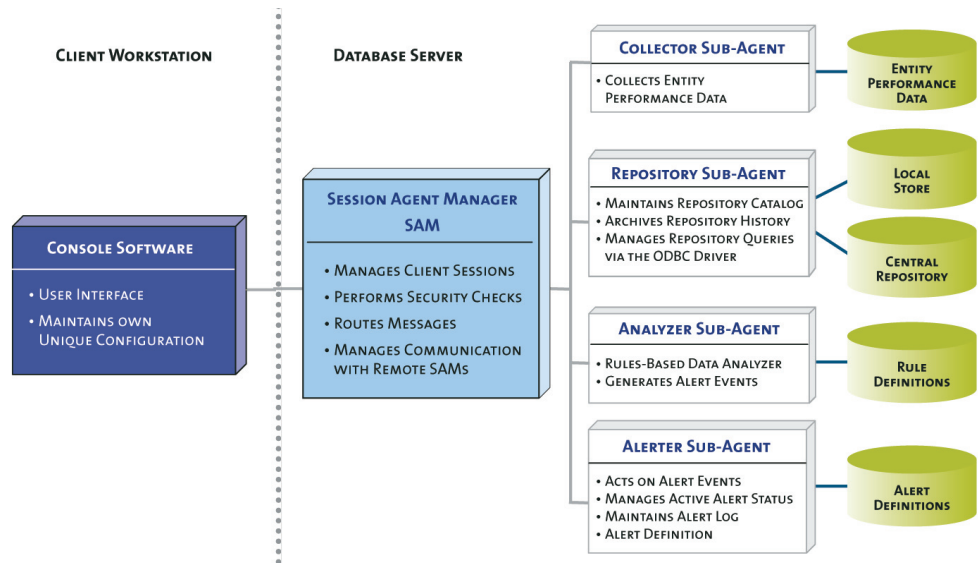 CLIENT WORKSTATION
DATABASE SERVER
CONSOLE SOFTWARE
• USER INTERFACE
• MAINTAINS OWN
UNIQUE CONFIGURATION
SESSION AGENT MANAGER
SAM
• MANAGES CLIENT SESSIONS
• PERFORMS SECURITY CHECKS
• ROUTES MESSAGES
• MANAGES COMMUNICATION
WITH REMOTE SAMS
COLLECTOR SUB-AGENT
• COLLECTS ENTITY
PERFORMANCE DATA
ENTITY
PERFORMANCE
DATA
REPOSITORY SUB-AGENT
• MAINTAINS REPOSITORY CATALOG
• ARCHIVES REPOSITORY HISTORY
• MANAGES REPOSITORY QUERIES
VIA THE ODBC DRIVER
LOCAL
STORE
CENTRAL
REPOSITORY
ANALYZER SUB-AGENT
• RULES-BASED DATA ANALYZER
• GENERATES ALERT EVENTS
RULE
DEFINITIONS
ALERTER SUB-AGENT
• ACTS ON ALERT EVENTS
• MANAGES ACTIVE ALERT STATUS
• MAINTAINS ALERT LOG
• ALERT DEFINITION
ALERT
DEFINITIONS